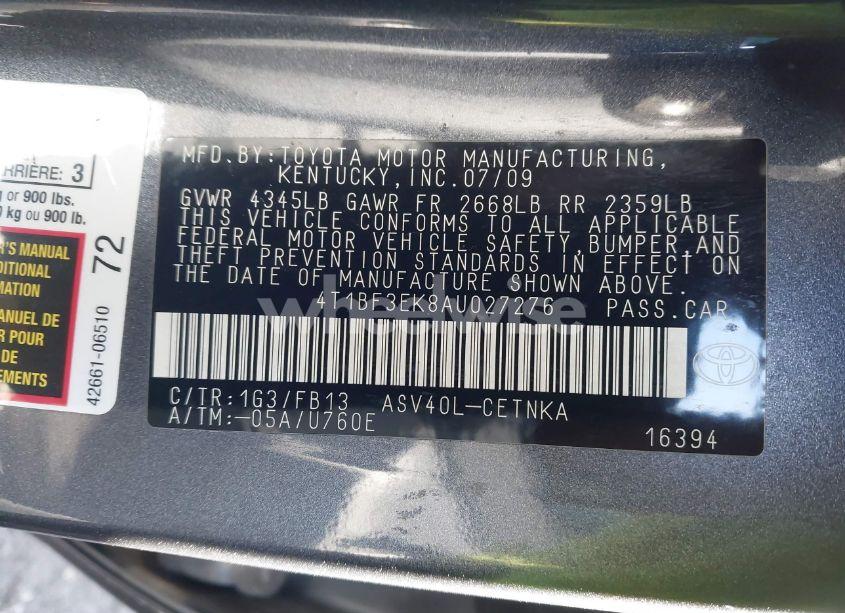 RRIÈRE: 3
or 900 lbs.
kg ou 900 lb.
'S MANUAL
DITIONAL
MATION
MANUEL DE
POUR
DE
EMENTS
42661-06510 72
MFD.BY:TOYOTA MOTOR MANUFACTURING,
KENTUCKY,INC.07/09
GVWR 4345LB GAWR FR 2668LB RR 2359LB
THIS VEHICLE CONFORMS TO ALL APPLICABLE
FEDERAL MOTOR VEHICLE SAFETY,BUMPER,AND
THEFT PREVENTION STANDARDS IN EFFECT ON
THE DATE OF MANUFACTURE SHOWN ABOVE.
4T1BF3EK8AU027276 PASS.CAR
wheelwise
C/TR:1G3/FB13 ASV40L-CETNKA
A/TM:-05A/U760E
16394